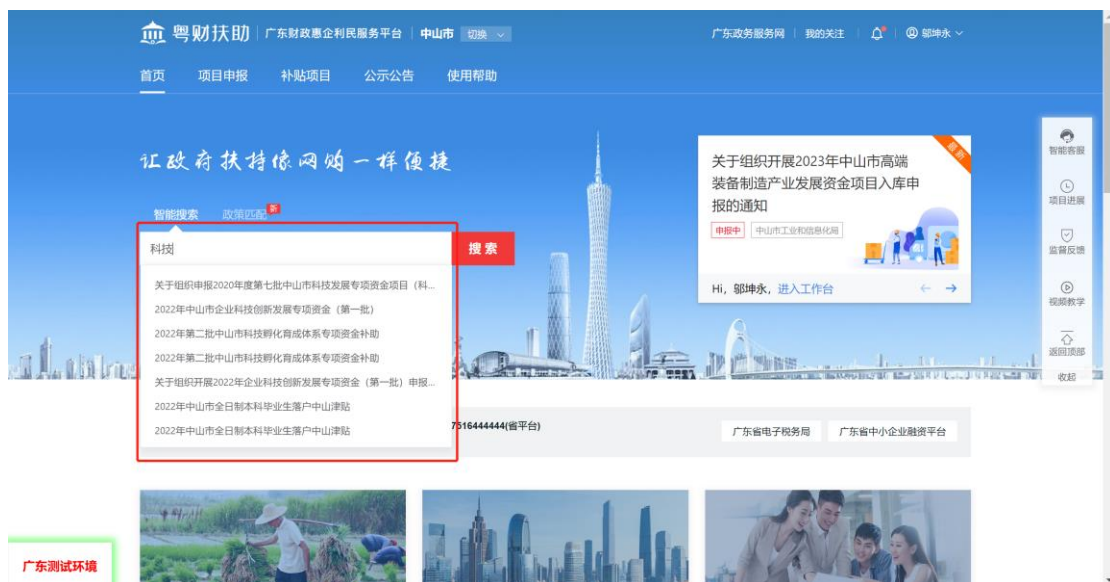 粤财扶助 广东财政惠企利民服务平台 中山市 切换
广东政务服务网 我的关注 邬坤永
首页 项目申报 补贴项目 公示公告 使用帮助
让政府扶持像网购一样便捷
智能搜索 政策匹配 新
科技
搜索
关于组织申报2020年度第七批中山市科技发展专项资金项目（科...
2022年中山市企业科技创新发展专项资金（第一批）
2022年第二批中山市科技孵化育成体系专项资金补助
2022年第二批中山市科技孵化育成体系专项资金补助
关于组织开展2022年企业科技创新发展专项资金（第一批）申报...
2022年中山市全日制本科毕业生落户中山津贴
2022年中山市全日制本科毕业生落户中山津贴
最新
关于组织开展2023年中山市高端
装备制造产业发展资金项目入库申
报的通知
申报中 中山市工业和信息化局
Hi，邬坤永，进入工作台
智能客服
项目进展
监督反馈
视频教学
返回顶部
收起
7516444444(省平台)
广东省电子税务局 广东省中小企业融资平台
广东测试环境